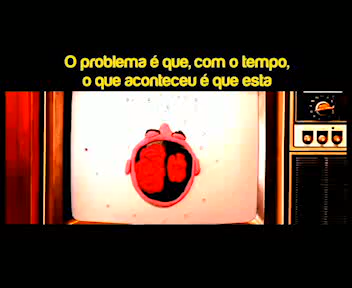 O problema é que, com o tempo,
o que aconteceu é que esta